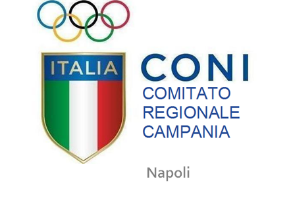 ITALIA
CONI
COMITATO
REGIONALE
CAMPANIA
Napoli